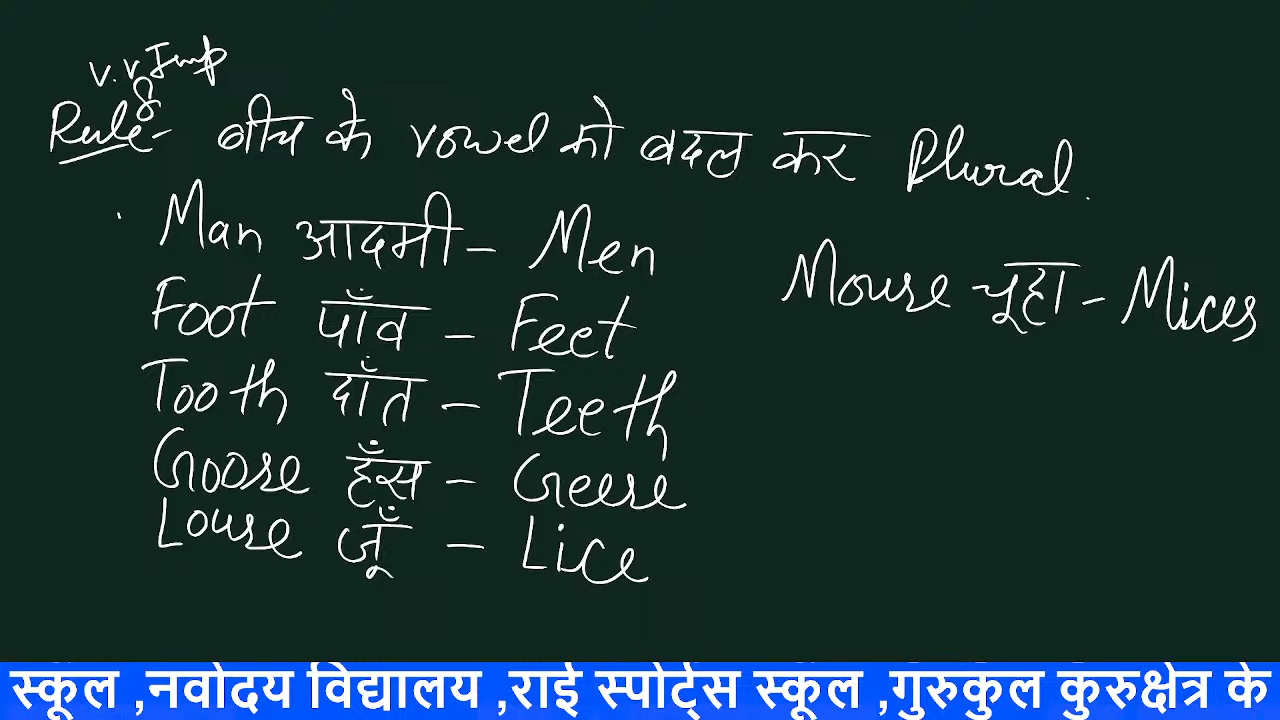 v.v Imp
Rule 8 - बीच के vowel को बदल कर Plural.
Man आदमी - Men
Mouse चूहा - Mices
Foot पाँव - Feet
Tooth दाँत - Teeth
Goose हँस - Geese
Louse जूँ - Lice
स्कूल ,नवोदय विद्यालय ,राई स्पोर्ट्स स्कूल ,गुरुकुल कुरुक्षेत्र के